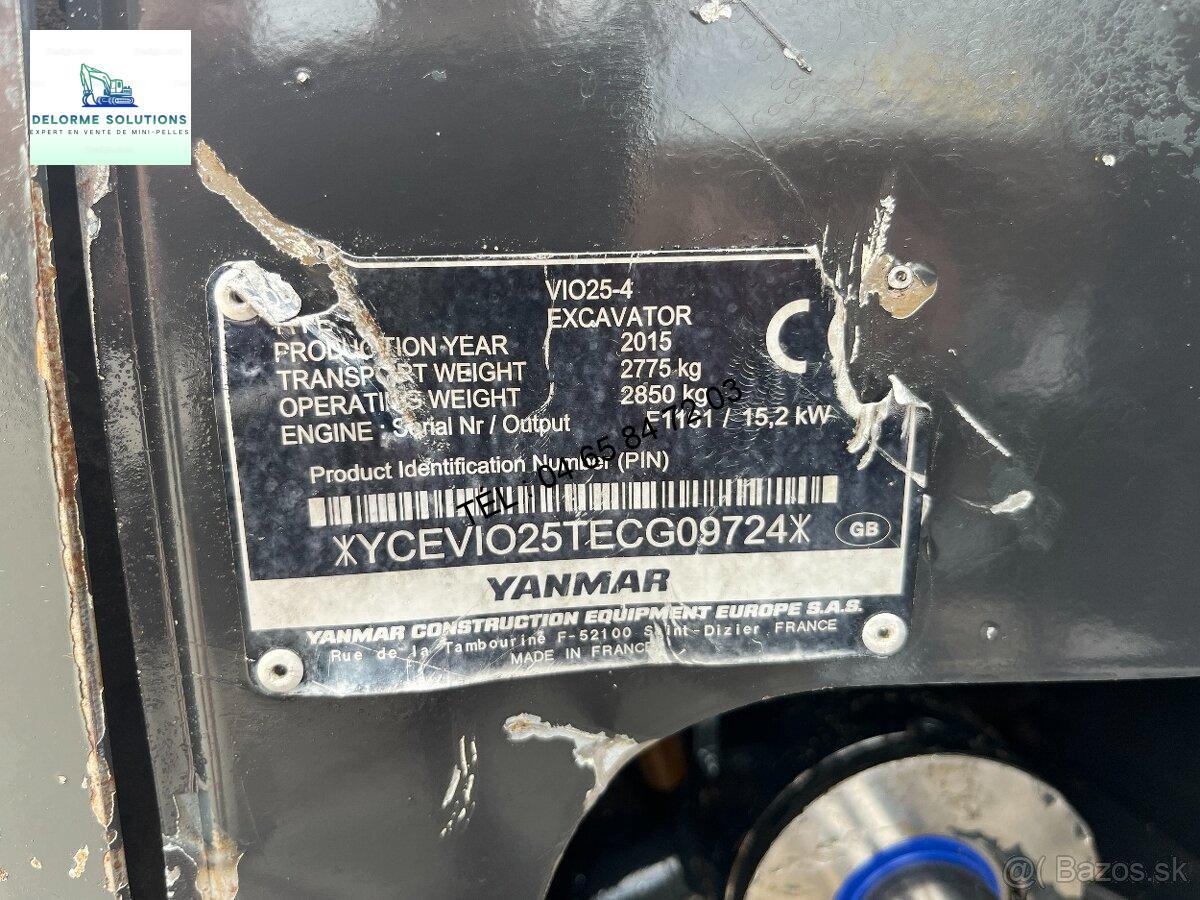 DELORME SOLUTIONS
EXPERT EN VENTE DE MINI-PELLES
VIO25-4
EXCAVATOR
PRODUCTION YEAR 2015
TRANSPORT WEIGHT 2775 kg
OPERATING WEIGHT 2850 kg
ENGINE : Serial Nr / Output E1181 / 15,2 kW
TÉL : 04 65 84 72 03
Product Identification Number (PIN)
*YCEVIO25TECG09724*
GB
YANMAR
YANMAR CONSTRUCTION EQUIPMENT EUROPE S.A.S.
Rue de la Tambourine F-52100 Saint-Dizier FRANCE
MADE IN FRANCE
Bazos.sk